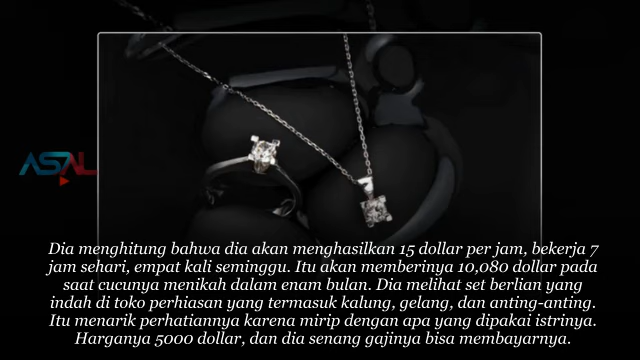 ASAL
Dia menghitung bahwa dia akan menghasilkan 15 dollar per jam, bekerja 7
jam sehari, empat kali seminggu. Itu akan memberinya 10,080 dollar pada
saat cucunya menikah dalam enam bulan. Dia melihat set berlian yang
indah di toko perhiasan yang termasuk kalung, gelang, dan anting-anting.
Itu menarik perhatiannya karena mirip dengan apa yang dipakai istrinya.
Harganya 5000 dollar, dan dia senang gajinya bisa membayarnya.